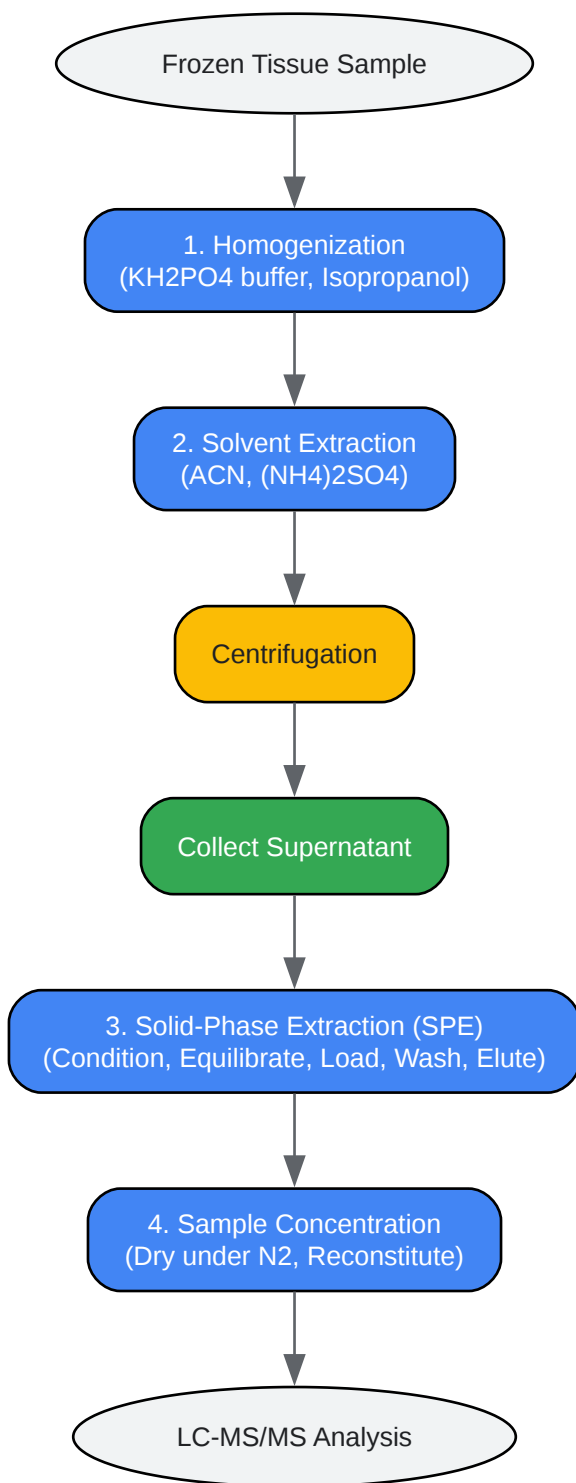 Frozen Tissue Sample
1. Homogenization
(KH2PO4 buffer, Isopropanol)
2. Solvent Extraction
(ACN, (NH4)2SO4)
Centrifugation
Collect Supernatant
3. Solid-Phase Extraction (SPE)
(Condition, Equilibrate, Load, Wash, Elute)
4. Sample Concentration
(Dry under N2, Reconstitute)
LC-MS/MS Analysis